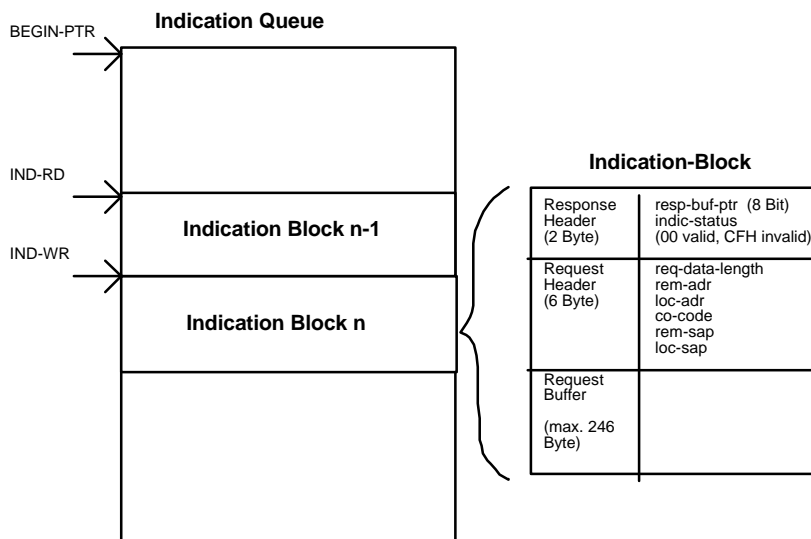 Indication Queue
BEGIN-PTR
IND-RD
IND-WR
Indication Block n-1
Indication Block n
Indication-Block
Response
Header
(2 Byte)
resp-buf-ptr (8 Bit)
indic-status
(00 valid, CFH invalid)
Request
Header
(6 Byte)
req-data-length
rem-adr
loc-adr
co-code
rem-sap
loc-sap
Request
Buffer
(max. 246
Byte)